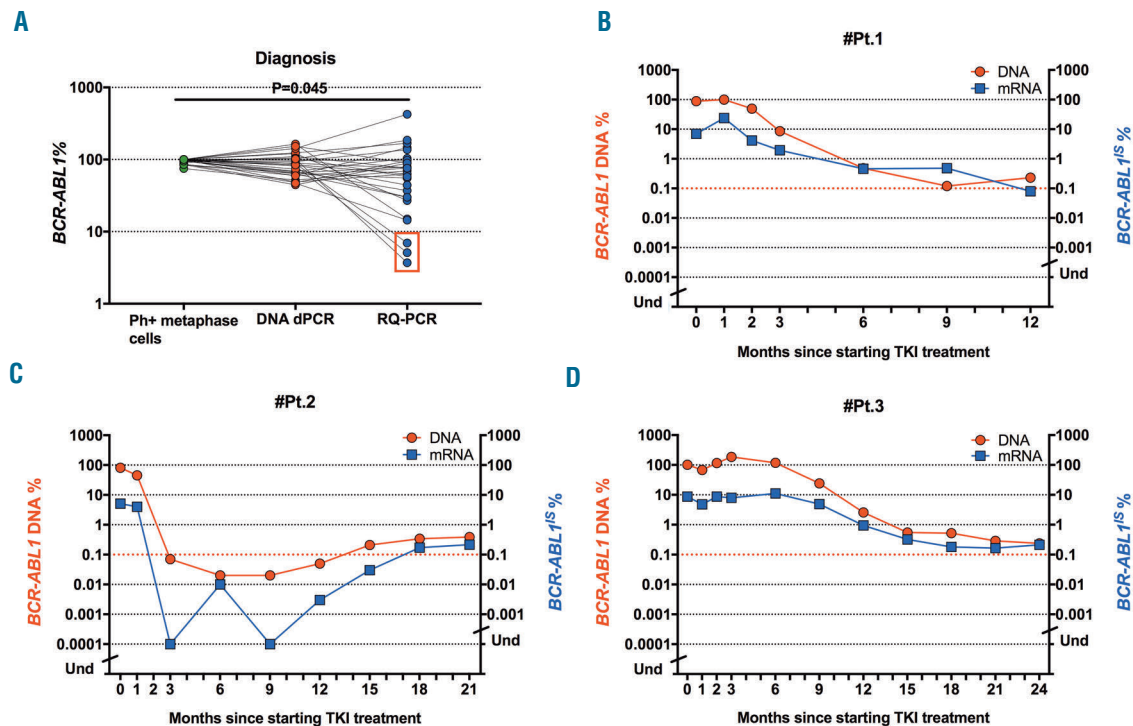 A
Diagnosis
P=0.045
BCR-ABL1%
1000
100
10
1
Ph+ metaphase
cells
DNA dPCR
RQ-PCR
B
#Pt.1
DNA
mRNA
BCR-ABL1 DNA %
1000
100
10
1
0.1
0.01
0.001
0.0001
Und
1000
100
10
1
0.1
0.01
0.001
Und
BCR-ABL1IS %
0 1 2 3 6 9 12
Months since starting TKI treatment
C
#Pt.2
DNA
mRNA
BCR-ABL1 DNA %
1000
100
10
1
0.1
0.01
0.001
0.0001
Und
1000
100
10
1
0.1
0.01
0.001
Und
BCR-ABL1IS %
0 1 2 3 6 9 12 15 18 21
Months since starting TKI treatment
D
#Pt.3
DNA
mRNA
BCR-ABL1 DNA %
1000
100
10
1
0.1
0.01
0.001
0.0001
Und
1000
100
10
1
0.1
0.01
0.001
Und
BCR-ABL1IS %
0 1 2 3 6 9 12 15 18 21 24
Months since starting TKI treatment